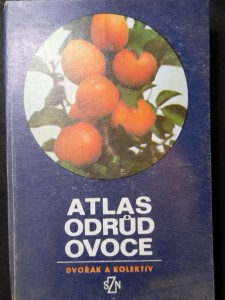 ATLAS
ODRŮD
OVOCE
DVOŘÁK A KOLEKTIV
SZN